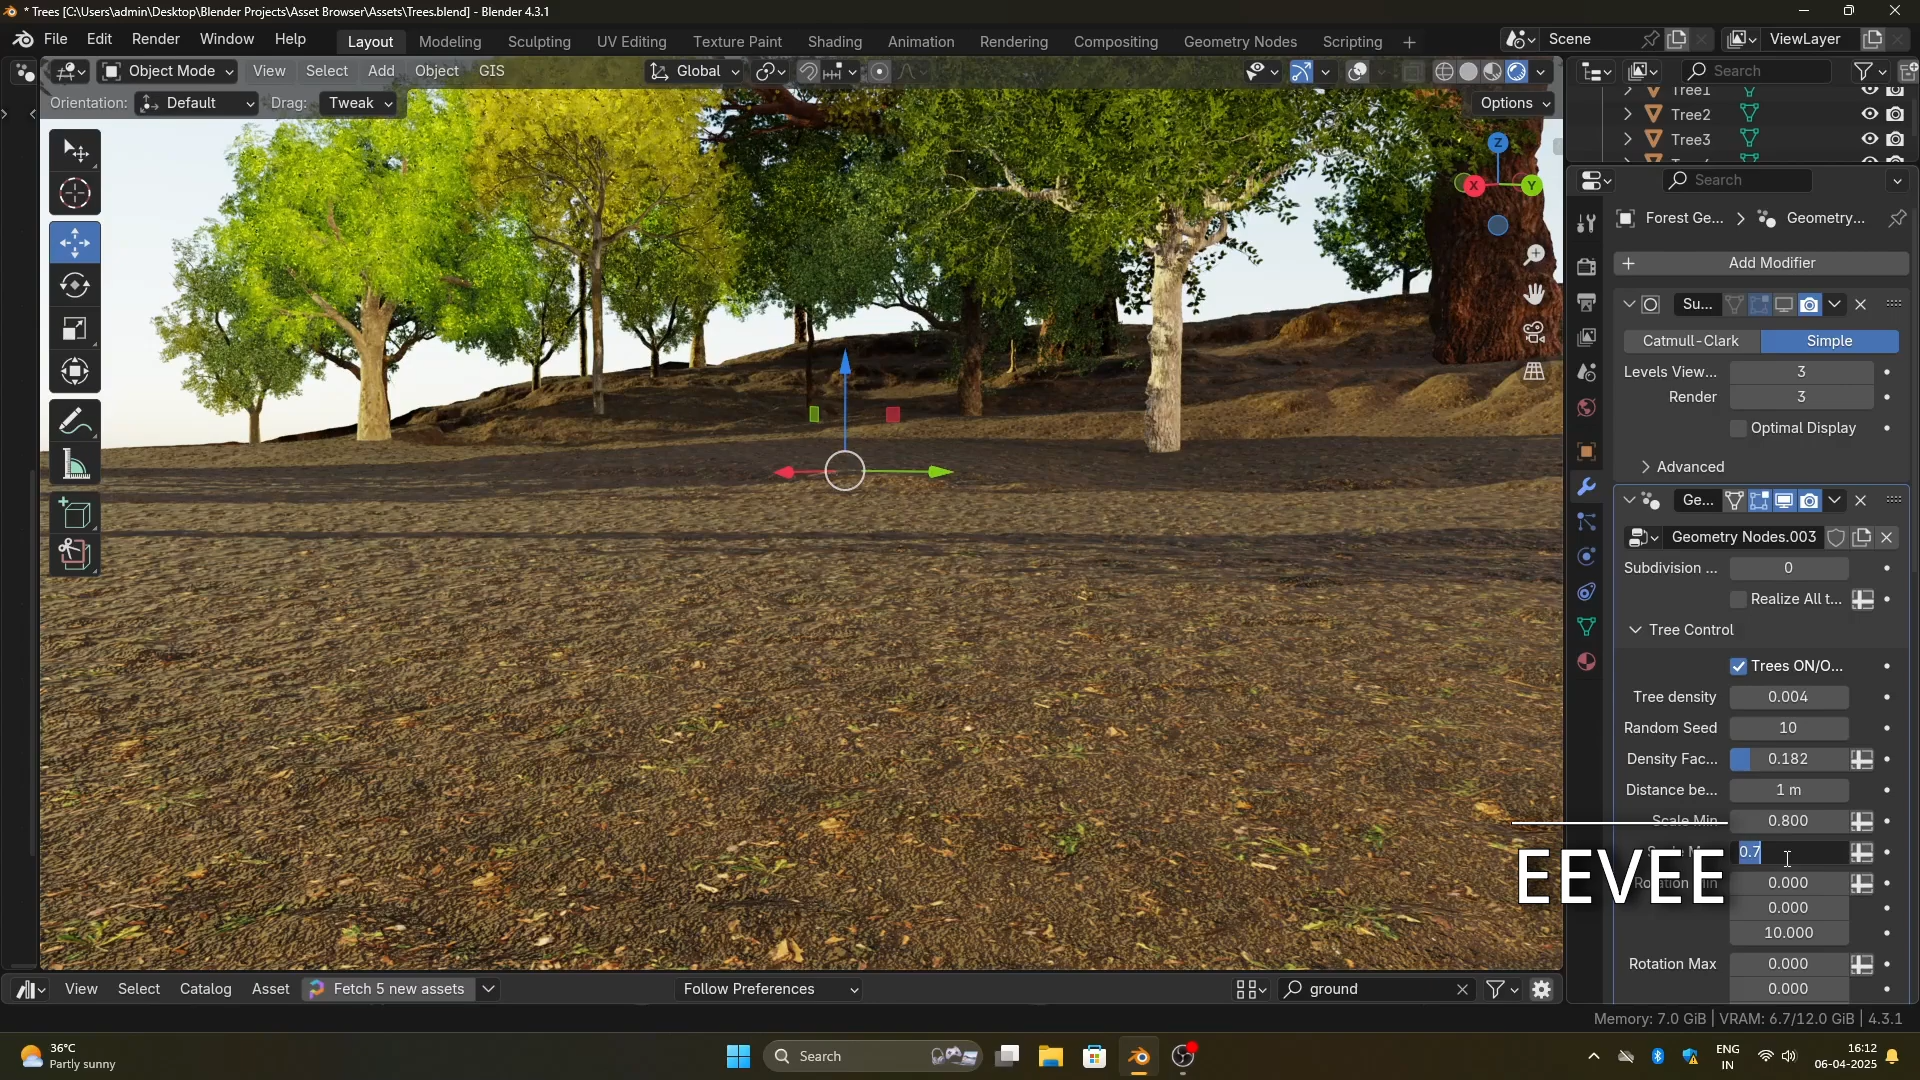 * Trees [C:\Users\admin\Desktop\Blender Projects\Asset Browser\Assets\Trees.blend] - Blender 4.3.1
File Edit Render Window Help Layout Modeling Sculpting UV Editing Texture Paint Shading Animation Rendering Compositing Geometry Nodes Scripting + Scene ViewLayer
Object Mode View Select Add Object GIS Global Search
Orientation: Default Drag: Tweak Options
Tree1
Tree2
Tree3
Z
X Y
Search
Forest Ge... Geometry...
+ Add Modifier
Su...
Catmull-Clark Simple
Levels View... 3
Render 3
Optimal Display
Advanced
Ge...
Geometry Nodes.003
Subdivision ... 0
Realize All t...
Tree Control
Trees ON/O...
Tree density 0.004
Random Seed 10
Density Fac... 0.182
Distance be... 1 m
Scale Min 0.800
0.7
EEVEE
Rotation Min 0.000
0.000
10.000
Rotation Max 0.000
0.000
View Select Catalog Asset Fetch 5 new assets Follow Preferences ground
Memory: 7.0 GiB | VRAM: 6.7/12.0 GiB | 4.3.1
36°C
Partly sunny
Search
ENG
IN
16:12
06-04-2025